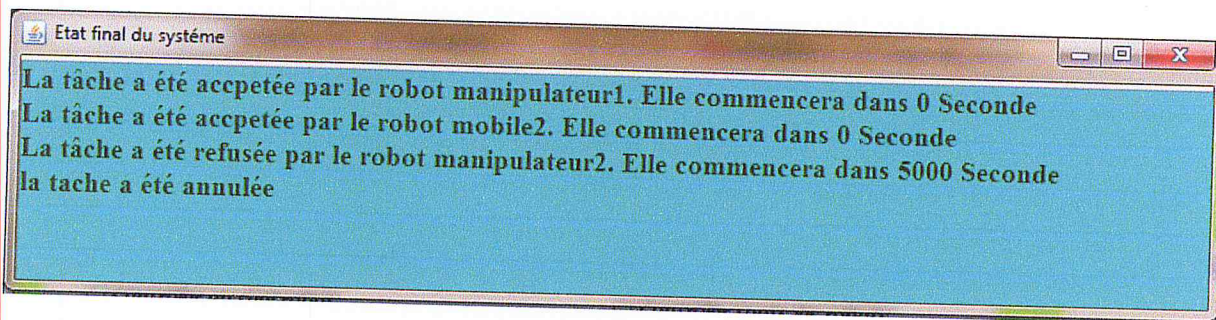 Etat final du systéme
La tâche a été accpetée par le robot manipulateur1. Elle commencera dans 0 Seconde
La tâche a été accpetée par le robot mobile2. Elle commencera dans 0 Seconde
La tâche a été refusée par le robot manipulateur2. Elle commencera dans 5000 Seconde
la tache a été annulée